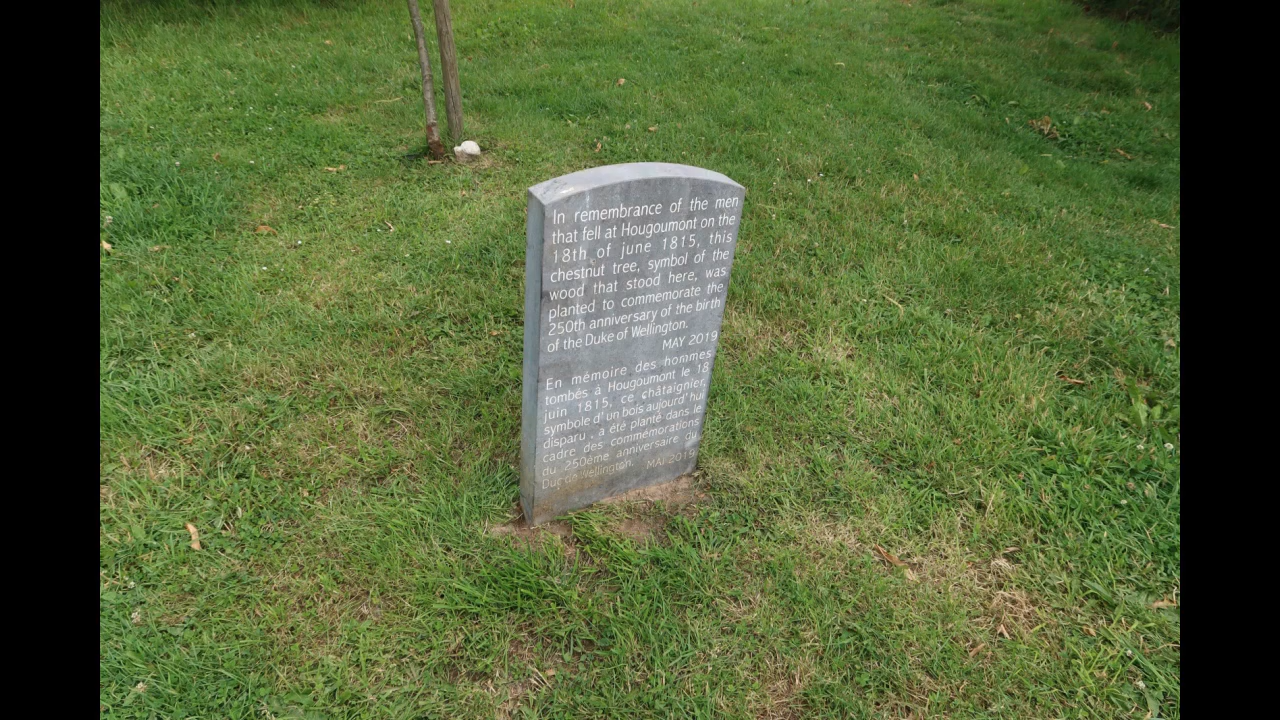 In remembrance of the men
that fell at Hougoumont on the
18th of june 1815, this
chestnut tree, symbol of the
wood that stood here, was
planted to commemorate the
250th anniversary of the birth
of the Duke of Wellington.
MAY 2019
En mémoire des hommes
tombés à Hougoumont le 18
juin 1815, ce châtaignier,
symbole d'un bois aujourd'hui
disparu , a été planté dans le
cadre des commémorations
du 250éme anniversaire du
Duc de Wellington. MAI 2019